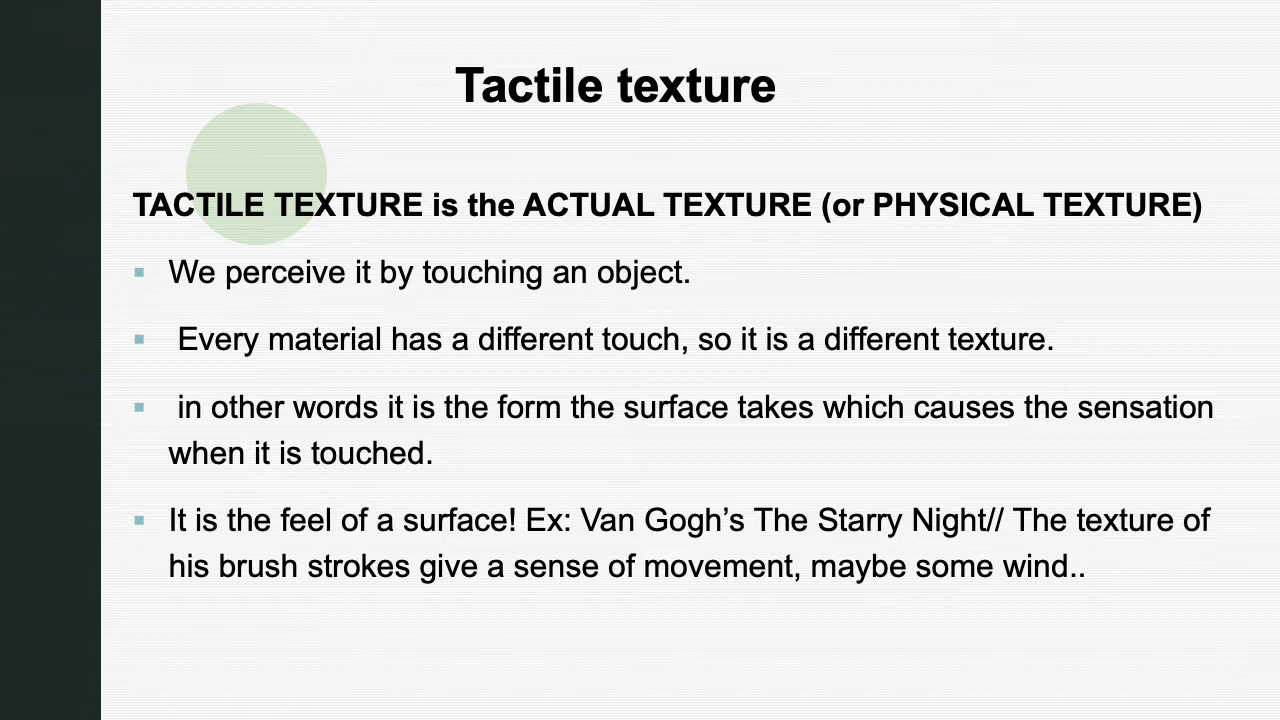 Tactile texture
TACTILE TEXTURE is the ACTUAL TEXTURE (or PHYSICAL TEXTURE)
▪ We perceive it by touching an object.
▪ Every material has a different touch, so it is a different texture.
▪ in other words it is the form the surface takes which causes the sensation
when it is touched.
▪ It is the feel of a surface! Ex: Van Gogh’s The Starry Night// The texture of
his brush strokes give a sense of movement, maybe some wind..